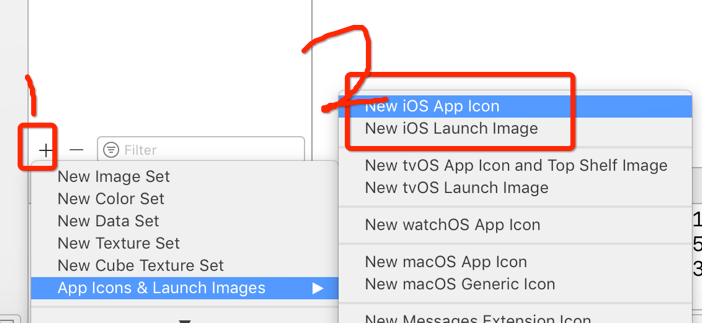 1
2
+ − Filter
New Image Set
New Color Set
New Data Set
New Texture Set
New Cube Texture Set
App Icons & Launch Images
New iOS App Icon
New iOS Launch Image
New tvOS App Icon and Top Shelf Image
New tvOS Launch Image
New watchOS App Icon
New macOS App Icon
New macOS Generic Icon
New Messages Extension Icon
1
5
3